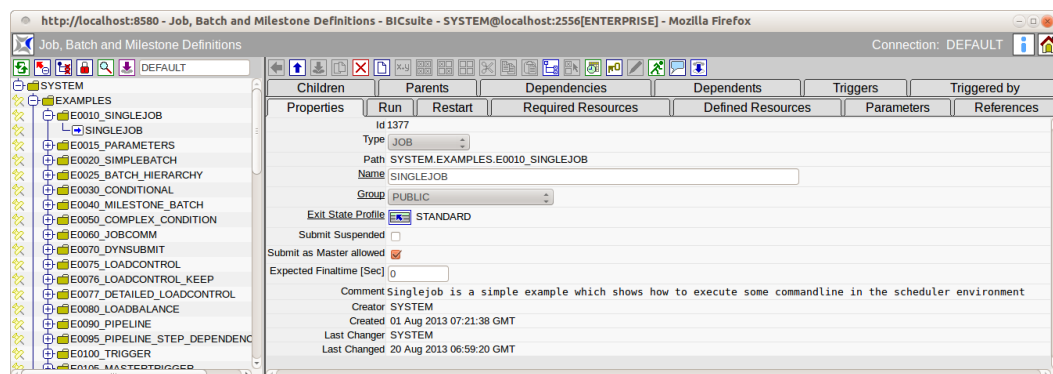 http://localhost:8580 - Job, Batch and Milestone Definitions - BICsuite - SYSTEM@localhost:2556[ENTERPRISE] - Mozilla Firefox
Job, Batch and Milestone Definitions
Connection: DEFAULT
DEFAULT
SYSTEM
EXAMPLES
E0010_SINGLEJOB
SINGLEJOB
E0015_PARAMETERS
E0020_SIMPLEBATCH
E0025_BATCH_HIERARCHY
E0030_CONDITIONAL
E0040_MILESTONE_BATCH
E0050_COMPLEX_CONDITION
E0060_JOBCOMM
E0070_DYNSUBMIT
E0075_LOADCONTROL
E0076_LOADCONTROL_KEEP
E0077_DETAILED_LOADCONTROL
E0080_LOADBALANCE
E0090_PIPELINE
E0095_PIPELINE_STEP_DEPENDENC
E0100_TRIGGER
E0105_MASTERTRIGGER
Children Parents Dependencies Dependents Triggers Triggered by
Properties Run Restart Required Resources Defined Resources Parameters References
Id 1377
Type JOB
Path SYSTEM.EXAMPLES.E0010_SINGLEJOB
Name SINGLEJOB
Group PUBLIC
Exit State Profile STANDARD
Submit Suspended
Submit as Master allowed
Expected Finaltime [Sec] 0
Comment Singlejob is a simple example which shows how to execute some commandline in the scheduler environment
Creator SYSTEM
Created 01 Aug 2013 07:21:38 GMT
Last Changer SYSTEM
Last Changed 20 Aug 2013 06:59:20 GMT